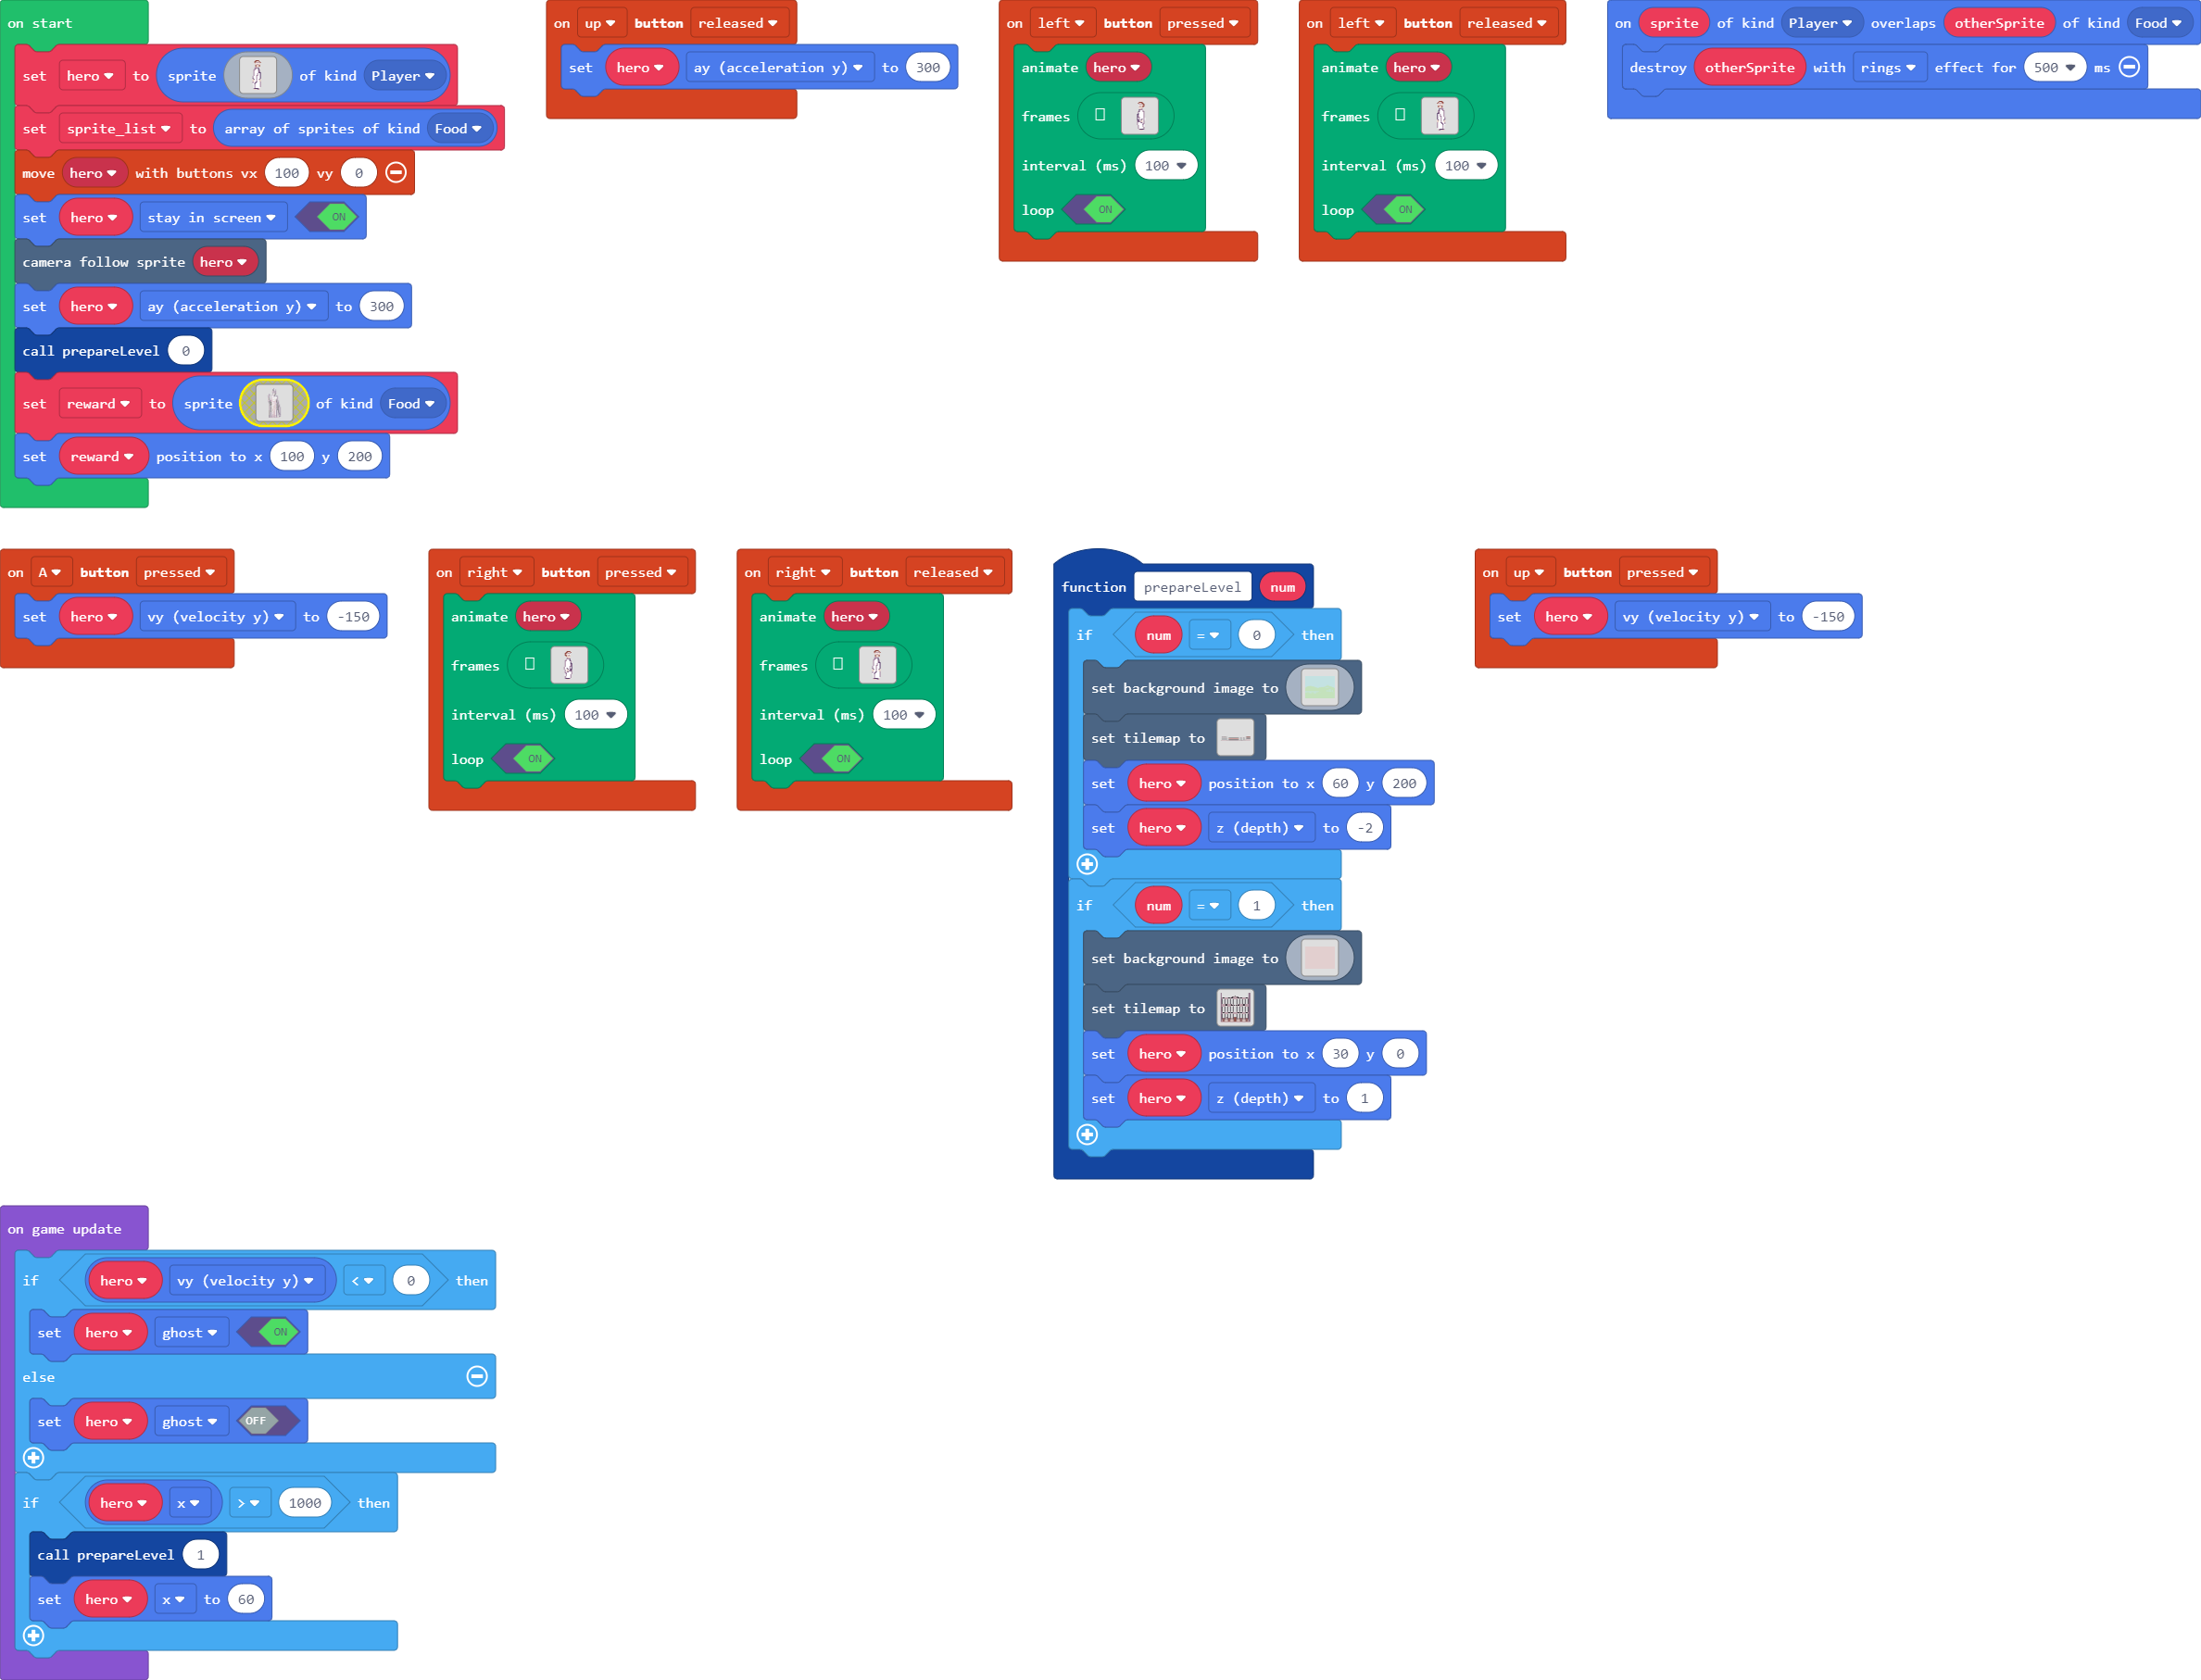 on start
set hero to sprite of kind Player
set sprite_list to array of sprites of kind Food
move hero with buttons vx 100 vy 0
set hero stay in screen ON
camera follow sprite hero
set hero ay (acceleration y) to 300
call prepareLevel 0
set reward to sprite of kind Food
set reward position to x 100 y 200
on up button released
set hero ay (acceleration y) to 300
on left button pressed
animate hero
frames
interval (ms) 100
loop ON
on left button released
animate hero
frames
interval (ms) 100
loop ON
on sprite of kind Player overlaps otherSprite of kind Food
destroy otherSprite with rings effect for 500 ms
on A button pressed
set hero vy (velocity y) to -150
on right button pressed
animate hero
frames
interval (ms) 100
loop ON
on right button released
animate hero
frames
interval (ms) 100
loop ON
function prepareLevel num
if num = 0 then
set background image to
set tilemap to
set hero position to x 60 y 200
set hero z (depth) to -2
if num = 1 then
set background image to
set tilemap to
set hero position to x 30 y 0
set hero z (depth) to 1
on up button pressed
set hero vy (velocity y) to -150
on game update
if hero vy (velocity y) < 0 then
set hero ghost ON
else
set hero ghost OFF
if hero x > 1000 then
call prepareLevel 1
set hero x to 60